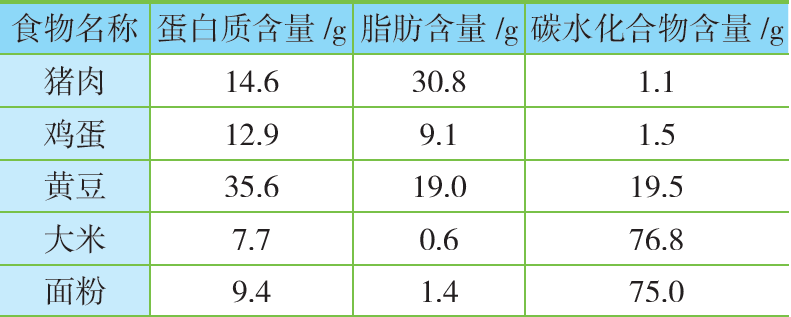 食物名称 蛋白质含量 /g 脂肪含量 /g 碳水化合物含量 /g
猪肉 14.6 30.8 1.1
鸡蛋 12.9 9.1 1.5
黄豆 35.6 19.0 19.5
大米 7.7 0.6 76.8
面粉 9.4 1.4 75.0